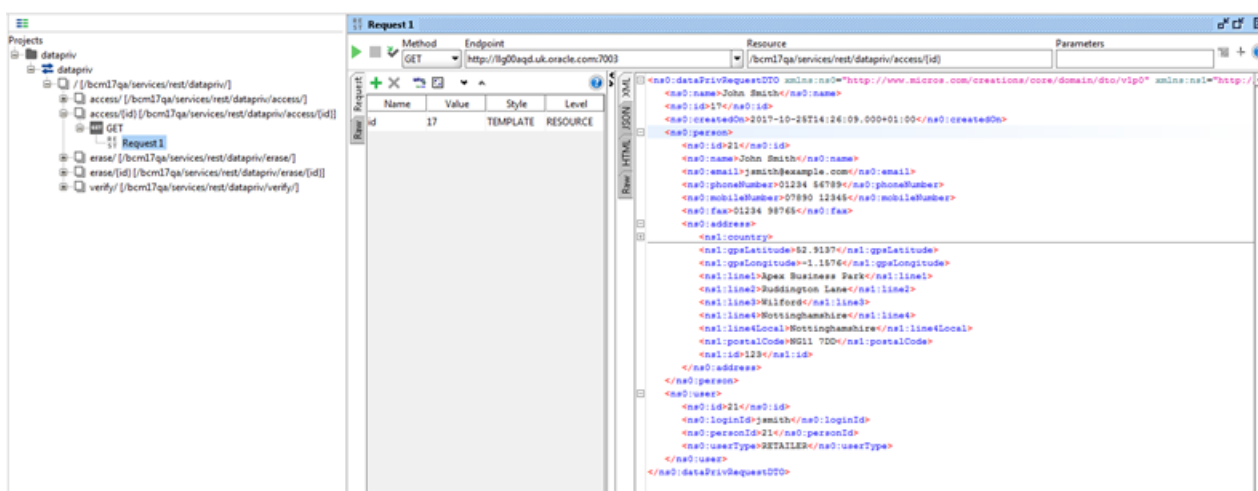 Request 1
Projects
datapriv
datapriv
/ [/bcm17qa/services/rest/datapriv/]
access/ [/bcm17qa/services/rest/datapriv/access/]
access/{id} [/bcm17qa/services/rest/datapriv/access/{id}]
GET
Request 1
erase/ [/bcm17qa/services/rest/datapriv/erase/]
erase/{id} [/bcm17qa/services/rest/datapriv/erase/{id}]
verify/ [/bcm17qa/services/rest/datapriv/verify/]
Method Endpoint Resource Parameters
GET http://llg00aqd.uk.oracle.com:7003 /bcm17qa/services/rest/datapriv/access/{id}
Request
Raw
Name Value Style Level
id 17 TEMPLATE RESOURCE
XML
JSON
HTML
Raw
<ns0:dataPrivRequestDTO xmlns:ns0="http://www.micros.com/creations/core/domain/dto/v1p0" xmlns:ns1="http:/
<ns0:name>John Smith</ns0:name>
<ns0:id>17</ns0:id>
<ns0:createdOn>2017-10-25T14:26:09.000+01:00</ns0:createdOn>
<ns0:person>
<ns0:id>21</ns0:id>
<ns0:name>John Smith</ns0:name>
<ns0:email>jsmith@example.com</ns0:email>
<ns0:phoneNumber>01234 56789</ns0:phoneNumber>
<ns0:mobileNumber>07890 12345</ns0:mobileNumber>
<ns0:fax>01234 98765</ns0:fax>
<ns0:address>
<ns1:country>
<ns1:gpsLatitude>52.9137</ns1:gpsLatitude>
<ns1:gpsLongitude>-1.1576</ns1:gpsLongitude>
<ns1:line1>Apex Business Park</ns1:line1>
<ns1:line2>Ruddington Lane</ns1:line2>
<ns1:line3>Wilford</ns1:line3>
<ns1:line4>Nottinghamshire</ns1:line4>
<ns1:line4Local>Nottinghamshire</ns1:line4Local>
<ns1:postalCode>NG11 7DD</ns1:postalCode>
<ns1:id>123</ns1:id>
</ns0:address>
</ns0:person>
<ns0:user>
<ns0:id>21</ns0:id>
<ns0:loginId>jsmith</ns0:loginId>
<ns0:personId>21</ns0:personId>
<ns0:userType>RETAILER</ns0:userType>
</ns0:user>
</ns0:dataPrivRequestDTO>